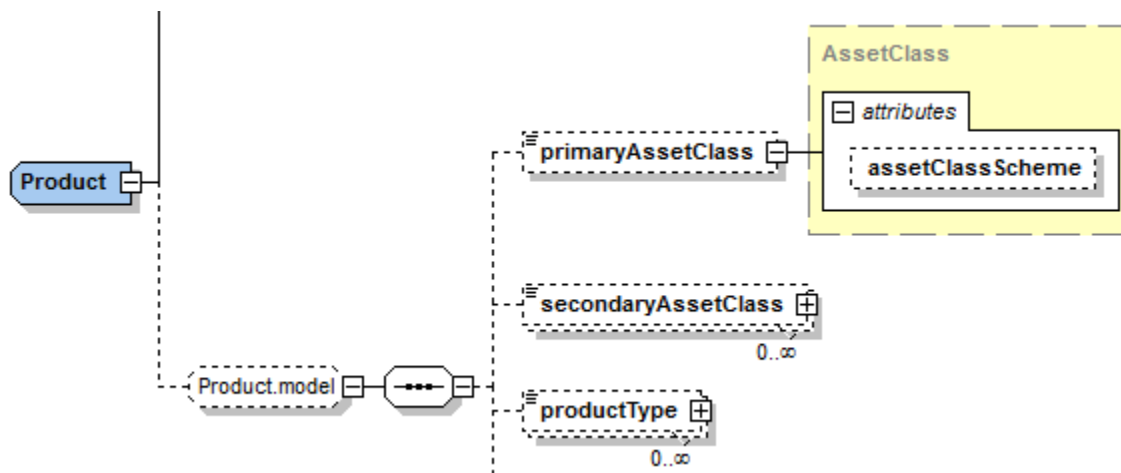 AssetClass
attributes
primaryAssetClass
assetClassScheme
Product
secondaryAssetClass
0..∞
Product.model
productType
0..∞